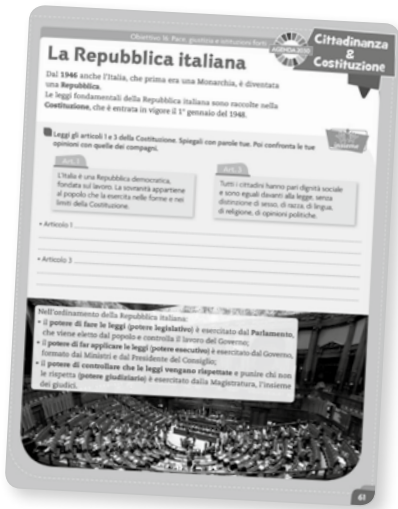 Obiettivo 16 Pace, giustizia e istituzioni forti
AGENDA 2030
Cittadinanza
&
Costituzione
La Repubblica italiana
Dal 1946 anche l'Italia, che prima era una Monarchia, è diventata
una Repubblica.
Le leggi fondamentali della Repubblica italiana sono raccolte nella
Costituzione, che è entrata in vigore il 1° gennaio del 1948.
Leggi gli articoli 1 e 3 della Costituzione. Spiegali con parole tue. Poi confronta le tue
opinioni con quelle dei compagni.
Art. 1
L'Italia è una Repubblica democratica,
fondata sul lavoro. La sovranità appartiene
al popolo che la esercita nelle forme e nei
limiti della Costituzione.
Art. 3
Tutti i cittadini hanno pari dignità sociale
e sono eguali davanti alla legge, senza
distinzione di sesso, di razza, di lingua,
di religione, di opinioni politiche.
• Articolo 1
• Articolo 3
Nell'ordinamento della Repubblica italiana:
• il potere di fare le leggi (potere legislativo) è esercitato dal Parlamento,
che viene eletto dal popolo e controlla il lavoro del Governo;
• il potere di far applicare le leggi (potere esecutivo) è esercitato dal Governo,
formato dai Ministri e dal Presidente del Consiglio;
• il potere di controllare che le leggi vengano rispettate e punire chi non
le rispetta (potere giudiziario) è esercitato dalla Magistratura, l'insieme
dei giudici.
61